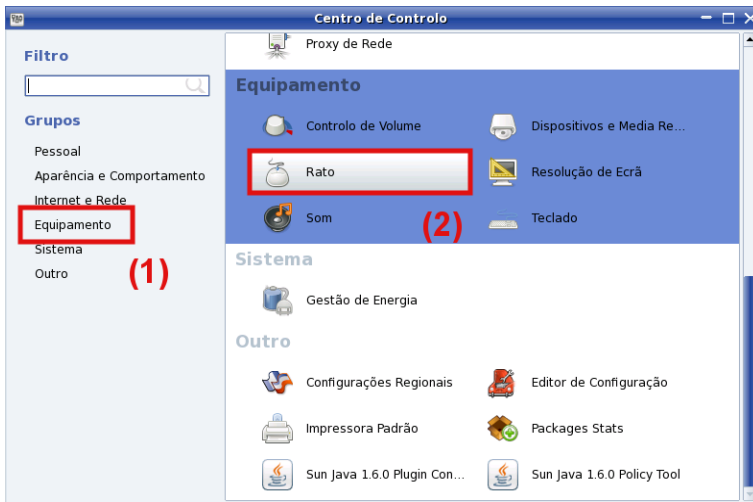 Centro de Controlo
Filtro
Grupos
Pessoal
Aparência e Comportamento
Internet e Rede
Equipamento
Sistema
Outro
(1)
Proxy de Rede
Equipamento
Controlo de Volume
Dispositivos e Media Re...
Rato
Resolução de Ecrã
Som
(2)
Teclado
Sistema
Gestão de Energia
Outro
Configurações Regionais
Editor de Configuração
Impressora Padrão
Packages Stats
Sun Java 1.6.0 Plugin Con...
Sun Java 1.6.0 Policy Tool